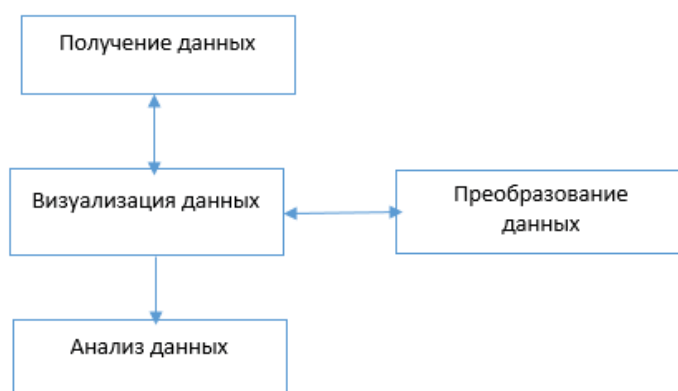 Получение данных
Визуализация данных
Преобразование
данных
Анализ данных